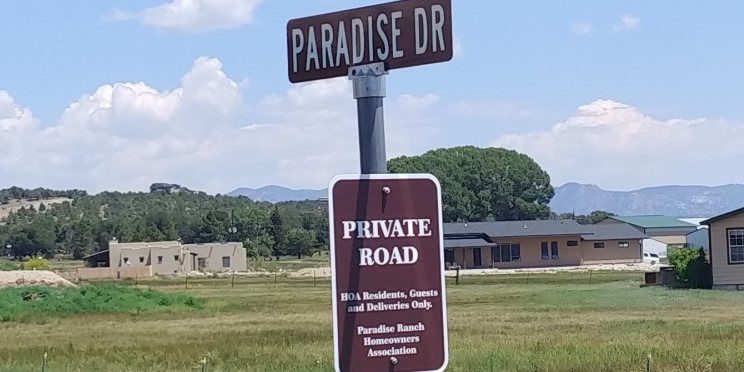 PARADISE DR
PRIVATE
ROAD
HOA Residents, Guests
and Deliveries Only.
Paradise Ranch
Homeowners
Association